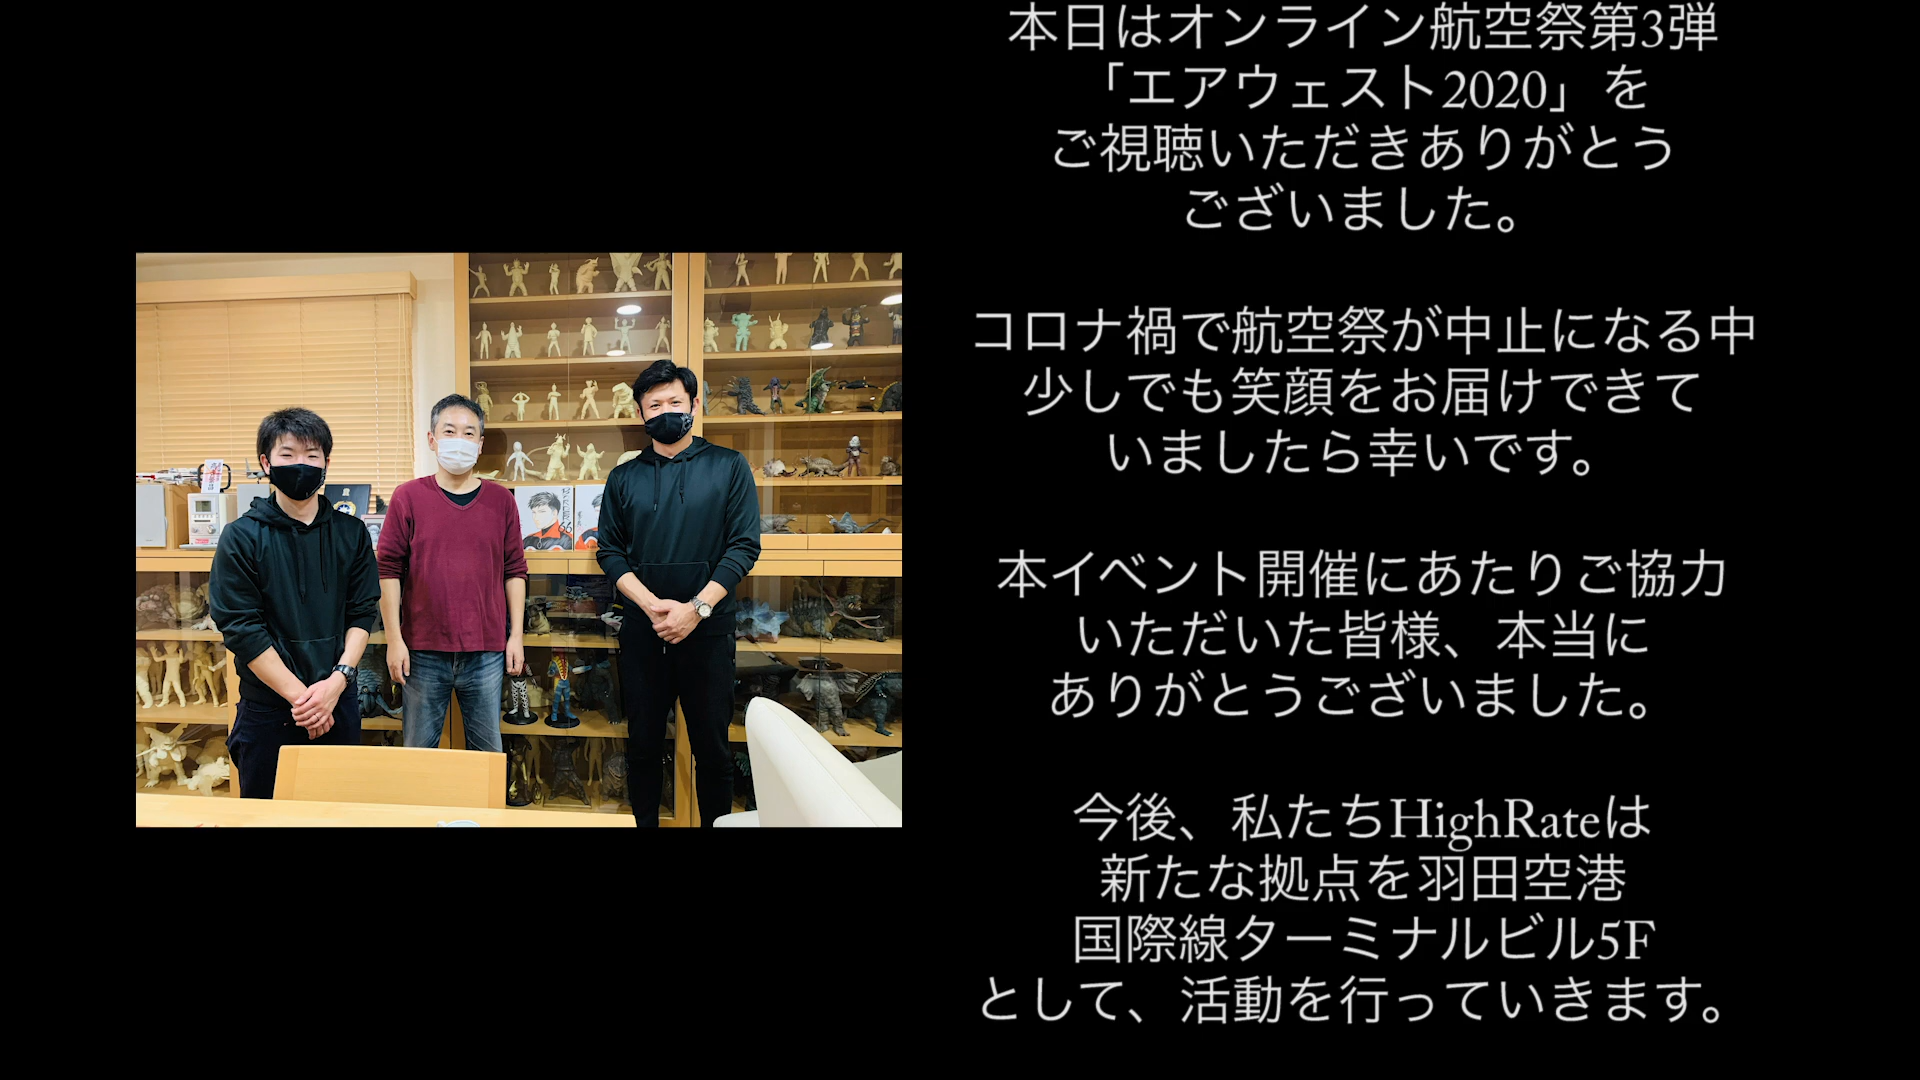 本日はオンライン航空祭第3弾
「エアウェスト2020」を
ご視聴いただきありがとう
ございました。
コロナ禍で航空祭が中止になる中
少しでも笑顔をお届けできて
いましたら幸いです。
本イベント開催にあたりご協力
いただいた皆様、本当に
ありがとうございました。
今後、私たちHighRateは
新たな拠点を羽田空港
国際線ターミナルビル5F
として、活動を行っていきます。
66